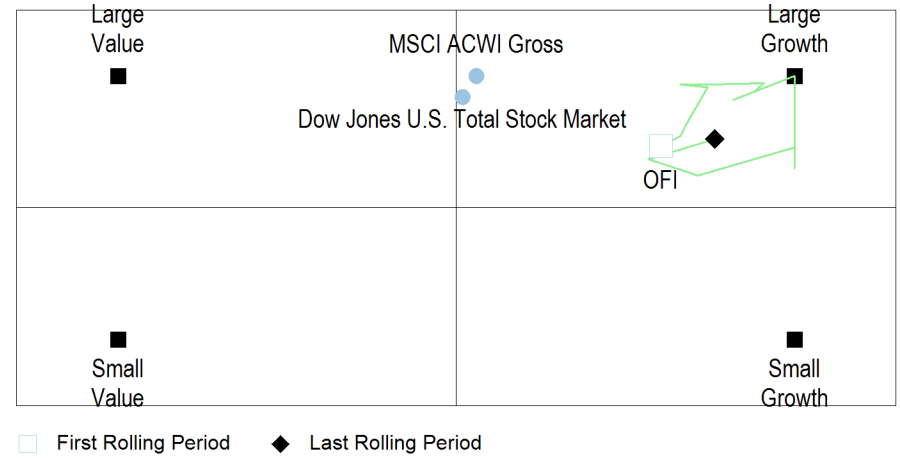 Large
Value
Large
Growth
MSCI ACWI Gross
Dow Jones U.S. Total Stock Market
OFI
Small
Value
Small
Growth
First Rolling Period
Last Rolling Period